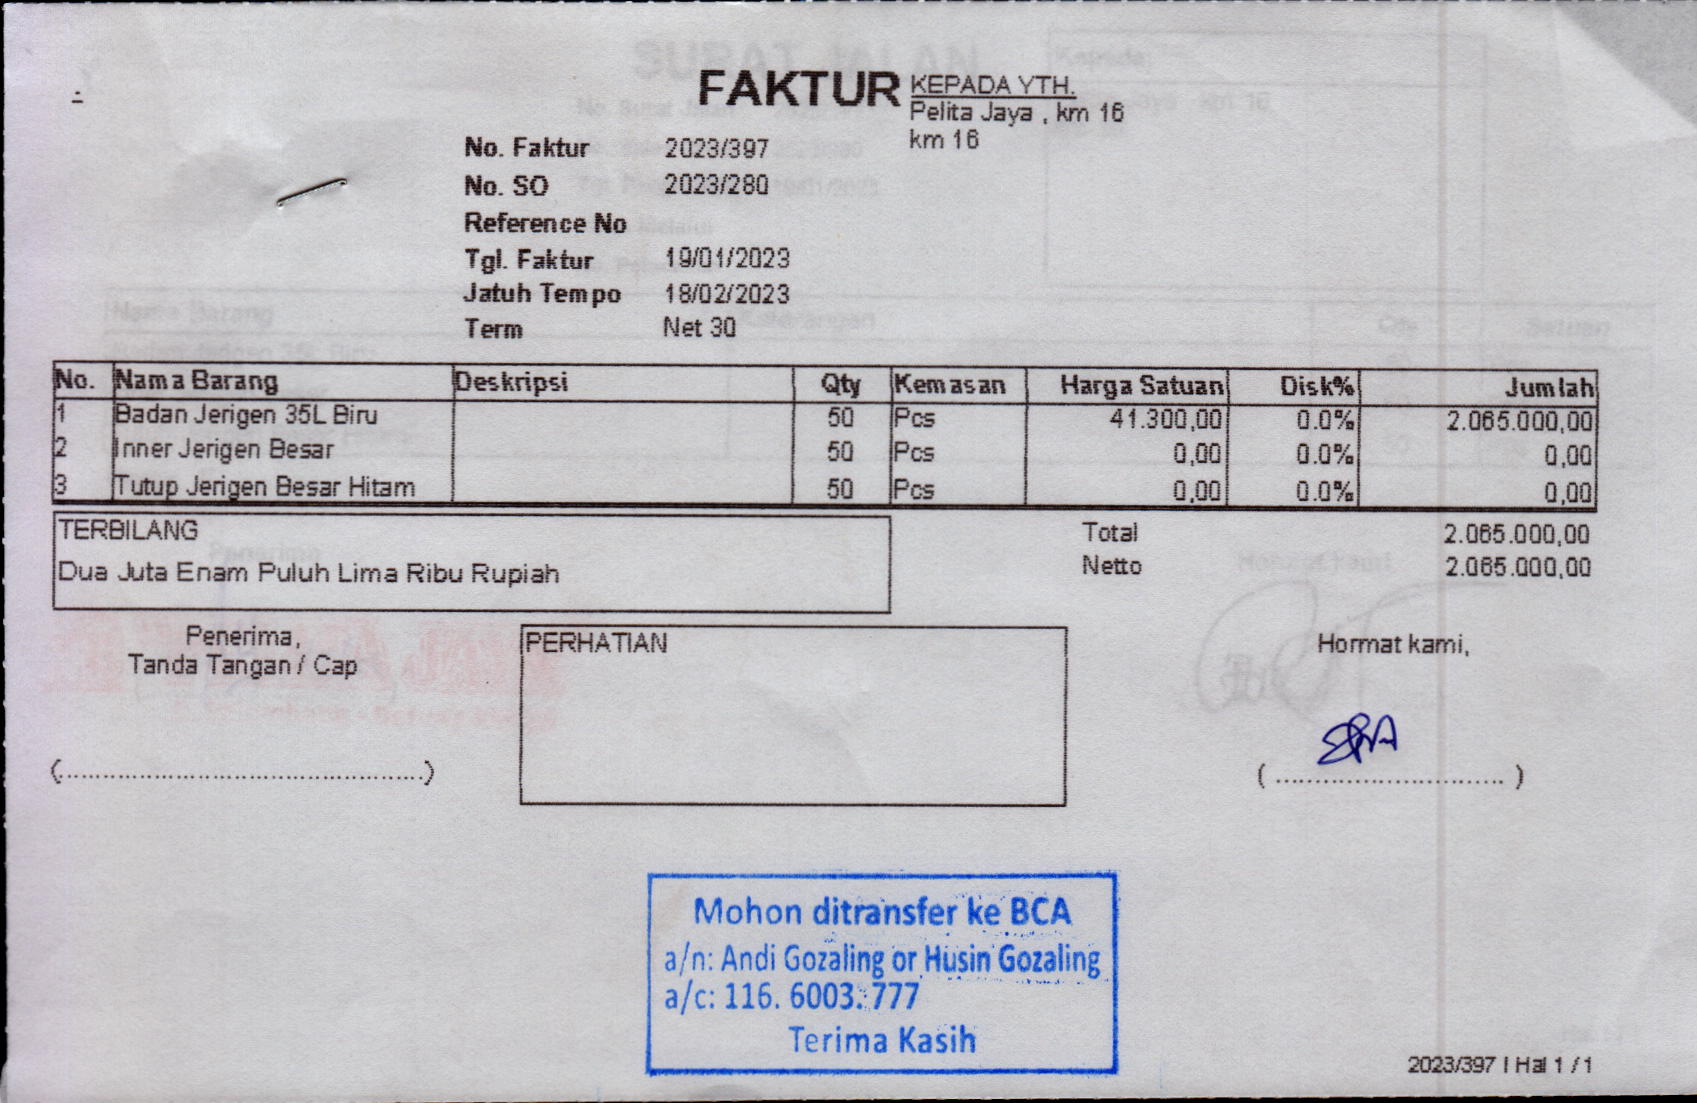 FAKTUR
KEPADA YTH.
Pelita Jaya , km 16
km 16
No. Faktur 2023/397
No. SO 2023/280
Reference No
Tgl. Faktur 19/01/2023
Jatuh Tempo 18/02/2023
Term Net 30
No. Nama Barang Deskripsi Qty Kemasan Harga Satuan Disk% Jumlah
1 Badan Jerigen 35L Biru 50 Pcs 41.300,00 0.0% 2.065.000,00
2 Inner Jerigen Besar 50 Pcs 0,00 0.0% 0,00
3 Tutup Jerigen Besar Hitam 50 Pcs 0,00 0.0% 0,00
TERBILANG
Dua Juta Enam Puluh Lima Ribu Rupiah
Total 2.065.000,00
Netto 2.065.000,00
Penerima,
Tanda Tangan / Cap
PERHATIAN
Hormat kami,
(............................................)
( ............................ )
Mohon ditransfer ke BCA
a/n: Andi Gozaling or Husin Gozaling
a/c: 116. 6003. 777
Terima Kasih
2023/397 | Hal 1 / 1